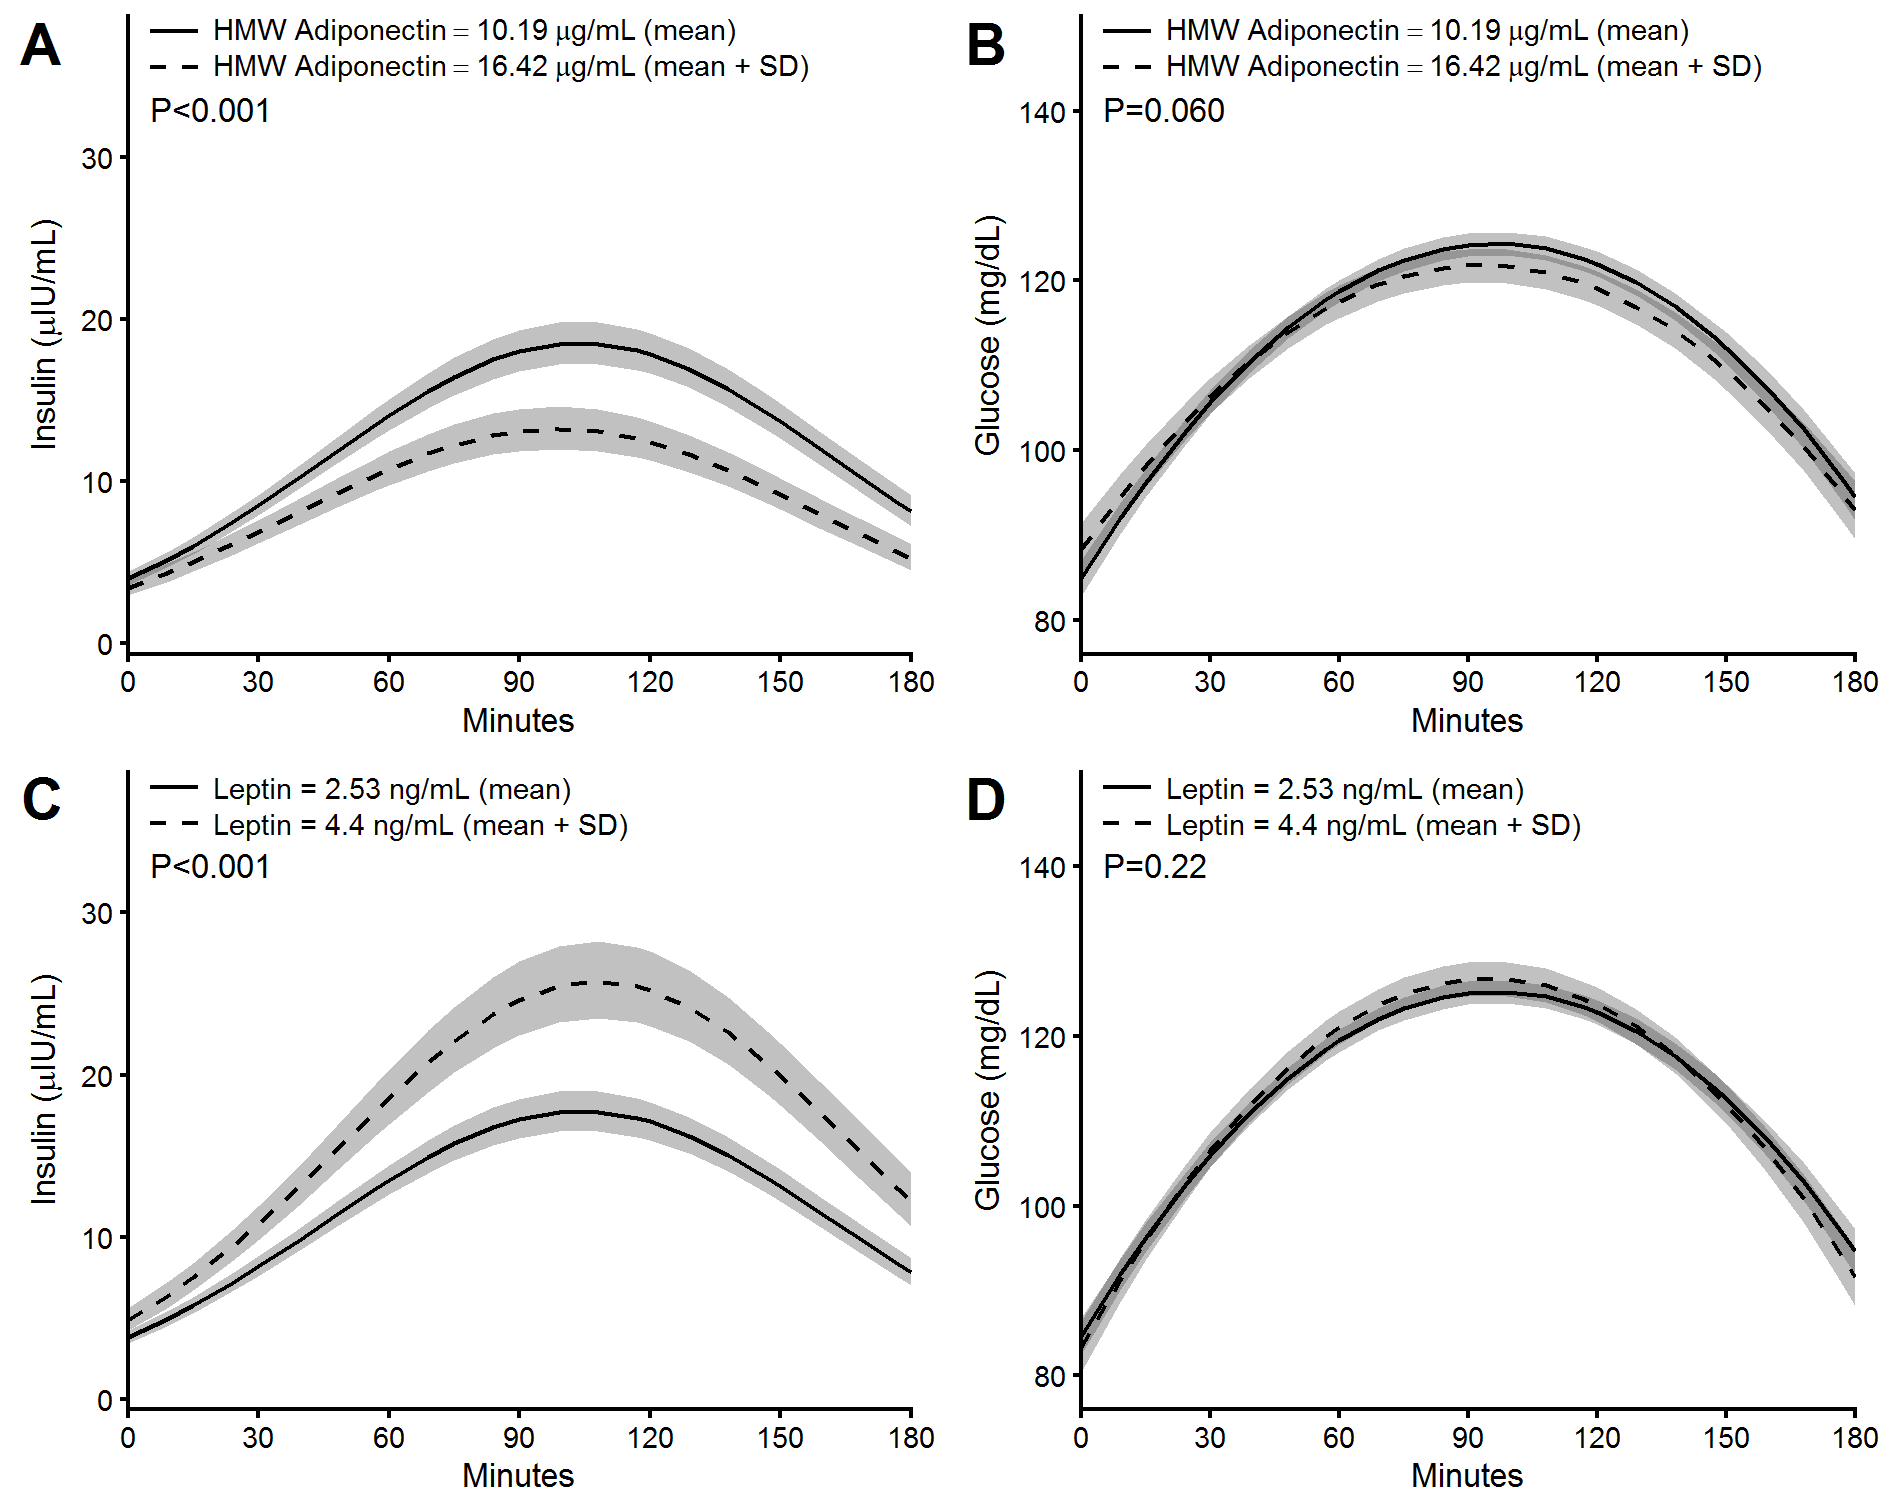 A
HMW Adiponectin = 10.19 μg/mL (mean)
HMW Adiponectin = 16.42 μg/mL (mean + SD)
P<0.001
30
20
10
0
Insulin (μIU/mL)
0 30 60 90 120 150 180
Minutes
B
HMW Adiponectin = 10.19 μg/mL (mean)
HMW Adiponectin = 16.42 μg/mL (mean + SD)
P=0.060
140
120
100
80
Glucose (mg/dL)
0 30 60 90 120 150 180
Minutes
C
Leptin = 2.53 ng/mL (mean)
Leptin = 4.4 ng/mL (mean + SD)
P<0.001
30
20
10
0
Insulin (μIU/mL)
0 30 60 90 120 150 180
Minutes
D
Leptin = 2.53 ng/mL (mean)
Leptin = 4.4 ng/mL (mean + SD)
P=0.22
140
120
100
80
Glucose (mg/dL)
0 30 60 90 120 150 180
Minutes